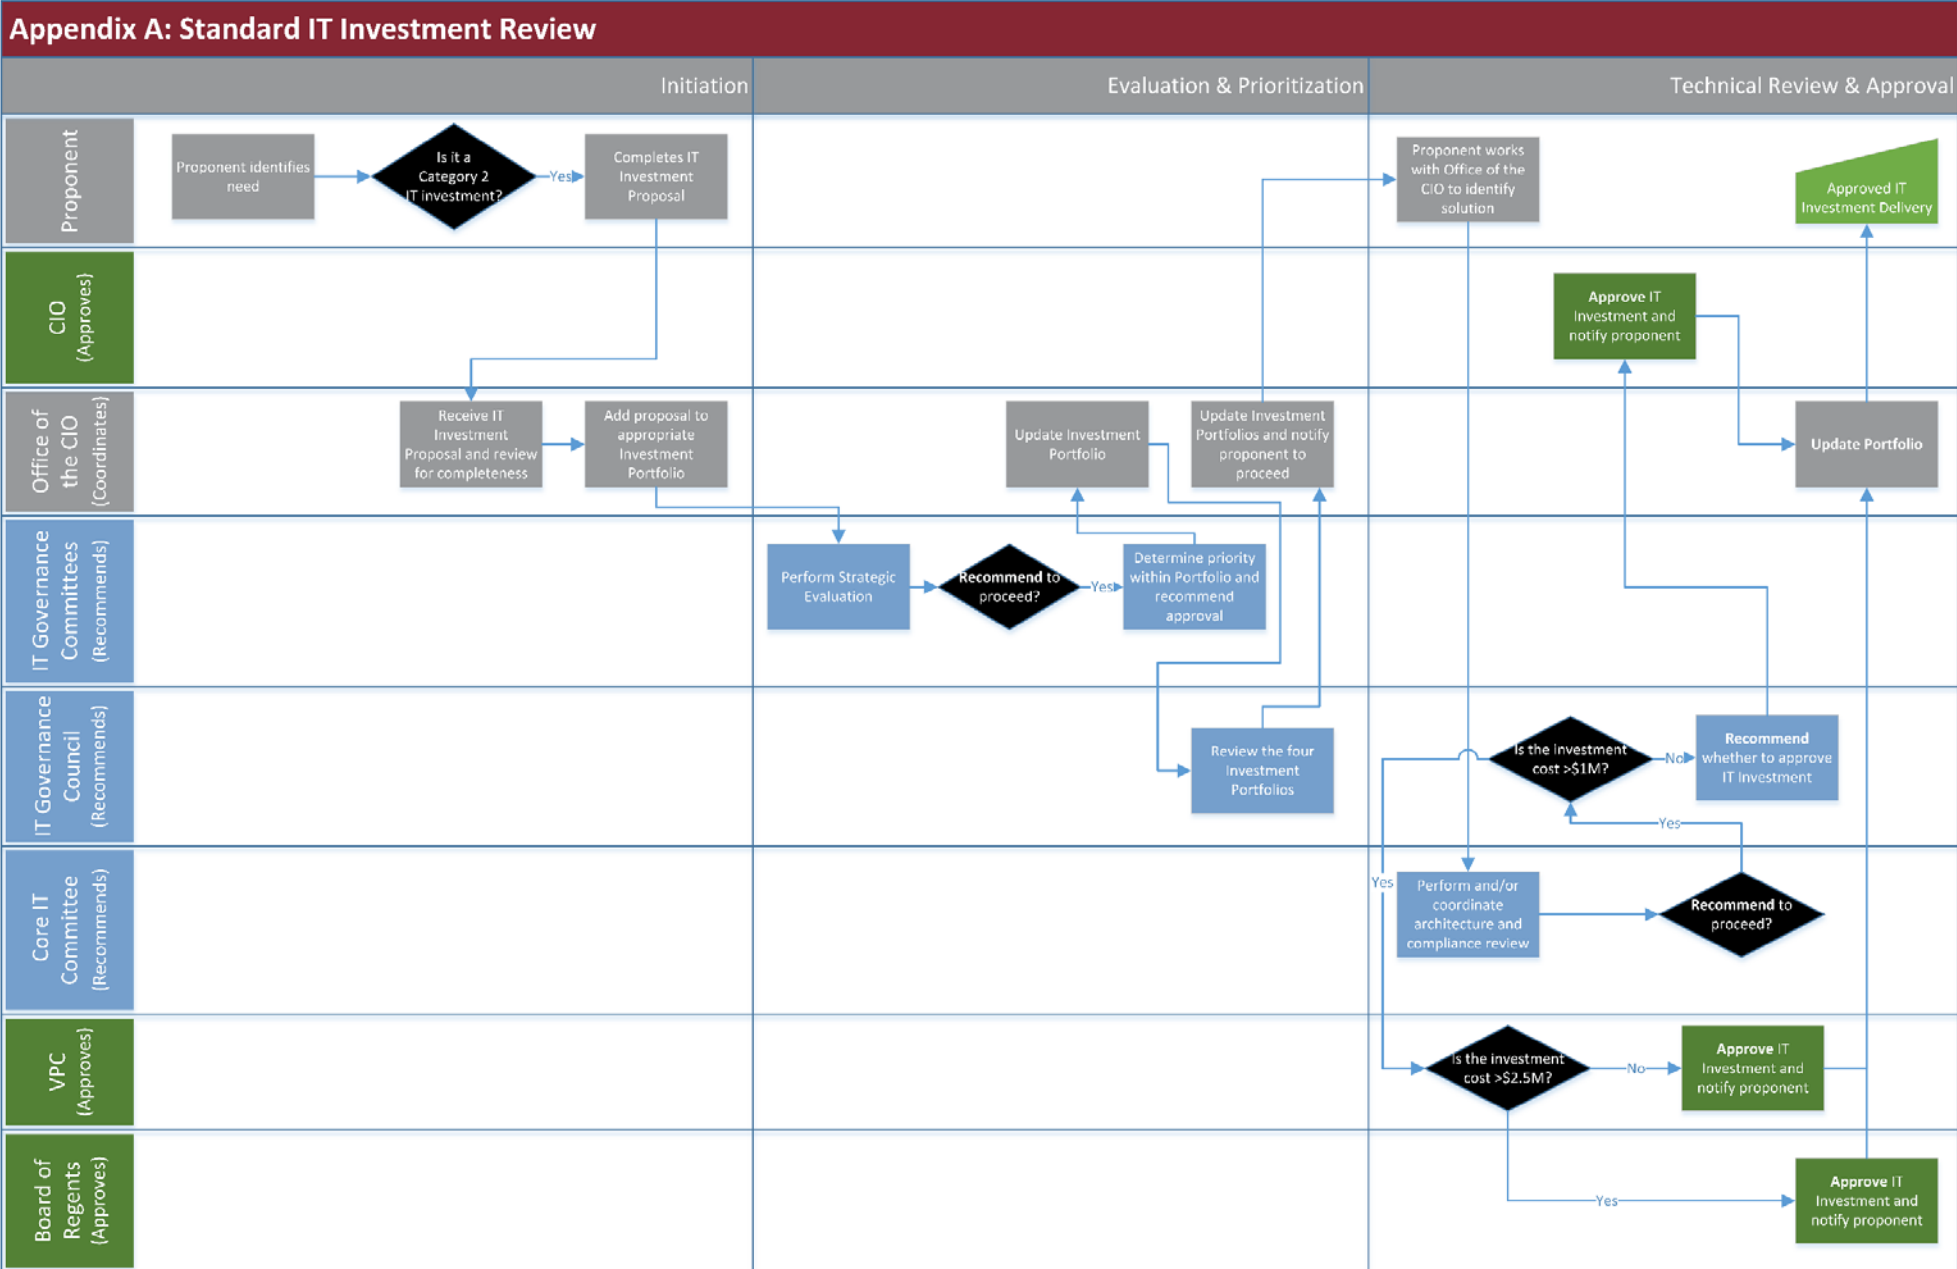 Appendix A: Standard IT Investment Review
Initiation
Evaluation & Prioritization
Technical Review & Approval
Proponent
Proponent identifies
need
Is it a
Category 2
IT investment?
Yes
Completes IT
Investment
Proposal
Proponent works
with Office of the
CIO to identify
solution
Approved IT
Investment Delivery
CIO
(Approves)
Approve IT
Investment and
notify proponent
Office of
the CIO
(Coordinates)
Receive IT
Investment
Proposal and review
for completeness
Add proposal to
appropriate
Investment
Portfolio
Update Investment
Portfolio
Update Investment
Portfolios and notify
proponent to
proceed
Update Portfolio
IT Governance
Committees
(Recommends)
Perform Strategic
Evaluation
Recommend to
proceed?
Yes
Determine priority
within Portfolio and
recommend
approval
IT Governance
Council
(Recommends)
Review the four
Investment
Portfolios
Is the investment
cost >$1M?
No
Recommend
whether to approve
IT Investment
Yes
Core IT
Committee
(Recommends)
Yes
Perform and/or
coordinate
architecture and
compliance review
Recommend to
proceed?
VPC
(Approves)
Is the investment
cost >$2.5M?
No
Approve IT
Investment and
notify proponent
Board of
Regents
(Approves)
Yes
Approve IT
Investment and
notify proponent